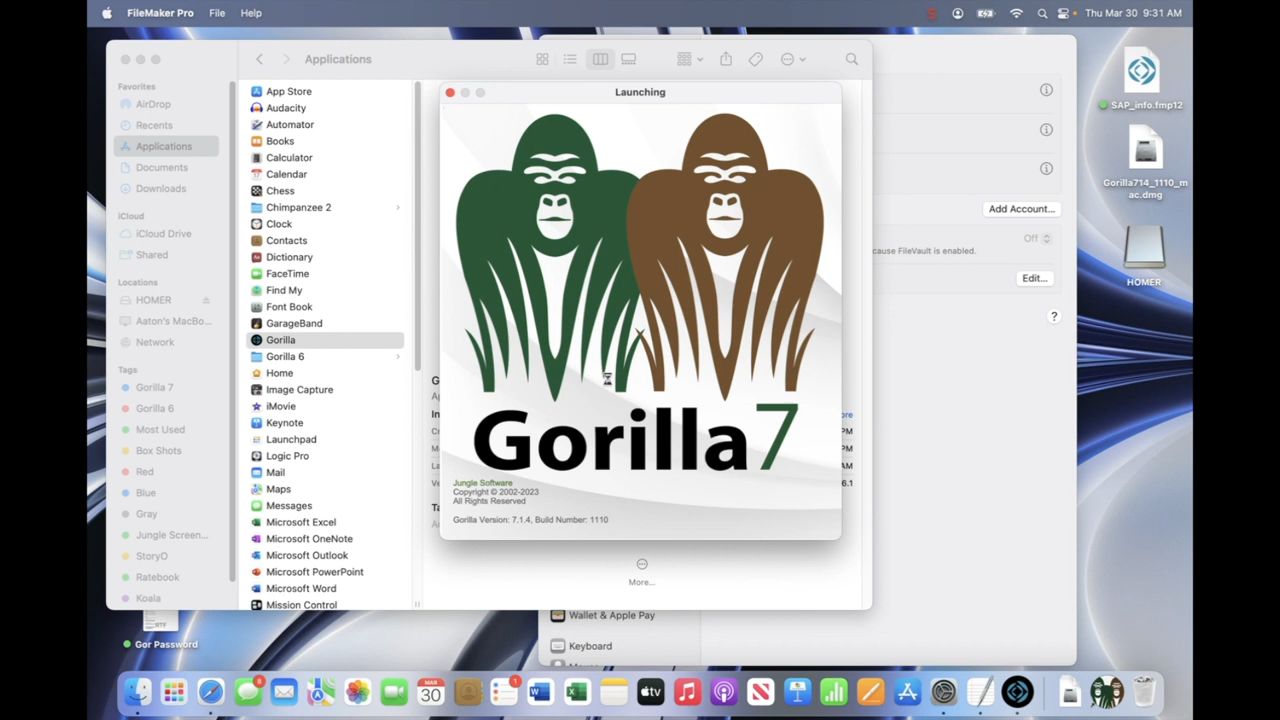 FileMaker Pro File Help Thu Mar 30 9:31 AM
Applications
Favorites
AirDrop
Recents
Applications
Documents
Downloads
iCloud
iCloud Drive
Shared
Locations
HOMER
Aaton's MacBo...
Network
Tags
Gorilla 7
Gorilla 6
Most Used
Box Shots
Red
Blue
Gray
Jungle Screen...
StoryO
Ratebook
Koala
App Store
Audacity
Automator
Books
Calculator
Calendar
Chess
Chimpanzee 2
Clock
Contacts
Dictionary
FaceTime
Find My
Font Book
GarageBand
Gorilla
Gorilla 6
Home
Image Capture
iMovie
Keynote
Launchpad
Logic Pro
Mail
Maps
Messages
Microsoft Excel
Microsoft OneNote
Microsoft Outlook
Microsoft PowerPoint
Microsoft Word
Mission Control
Launching
Gorilla7
Jungle Software
Copyright © 2002-2023
All Rights Reserved
Gorilla Version: 7.1.4, Build Number: 1110
More...
Add Account...
Off
cause FileVault is enabled.
Edit...
?
Wallet & Apple Pay
Keyboard
SAP_info.fmp12
Gorilla714_1110_m
ac.dmg
HOMER
Gor Password
MAR
30
tv